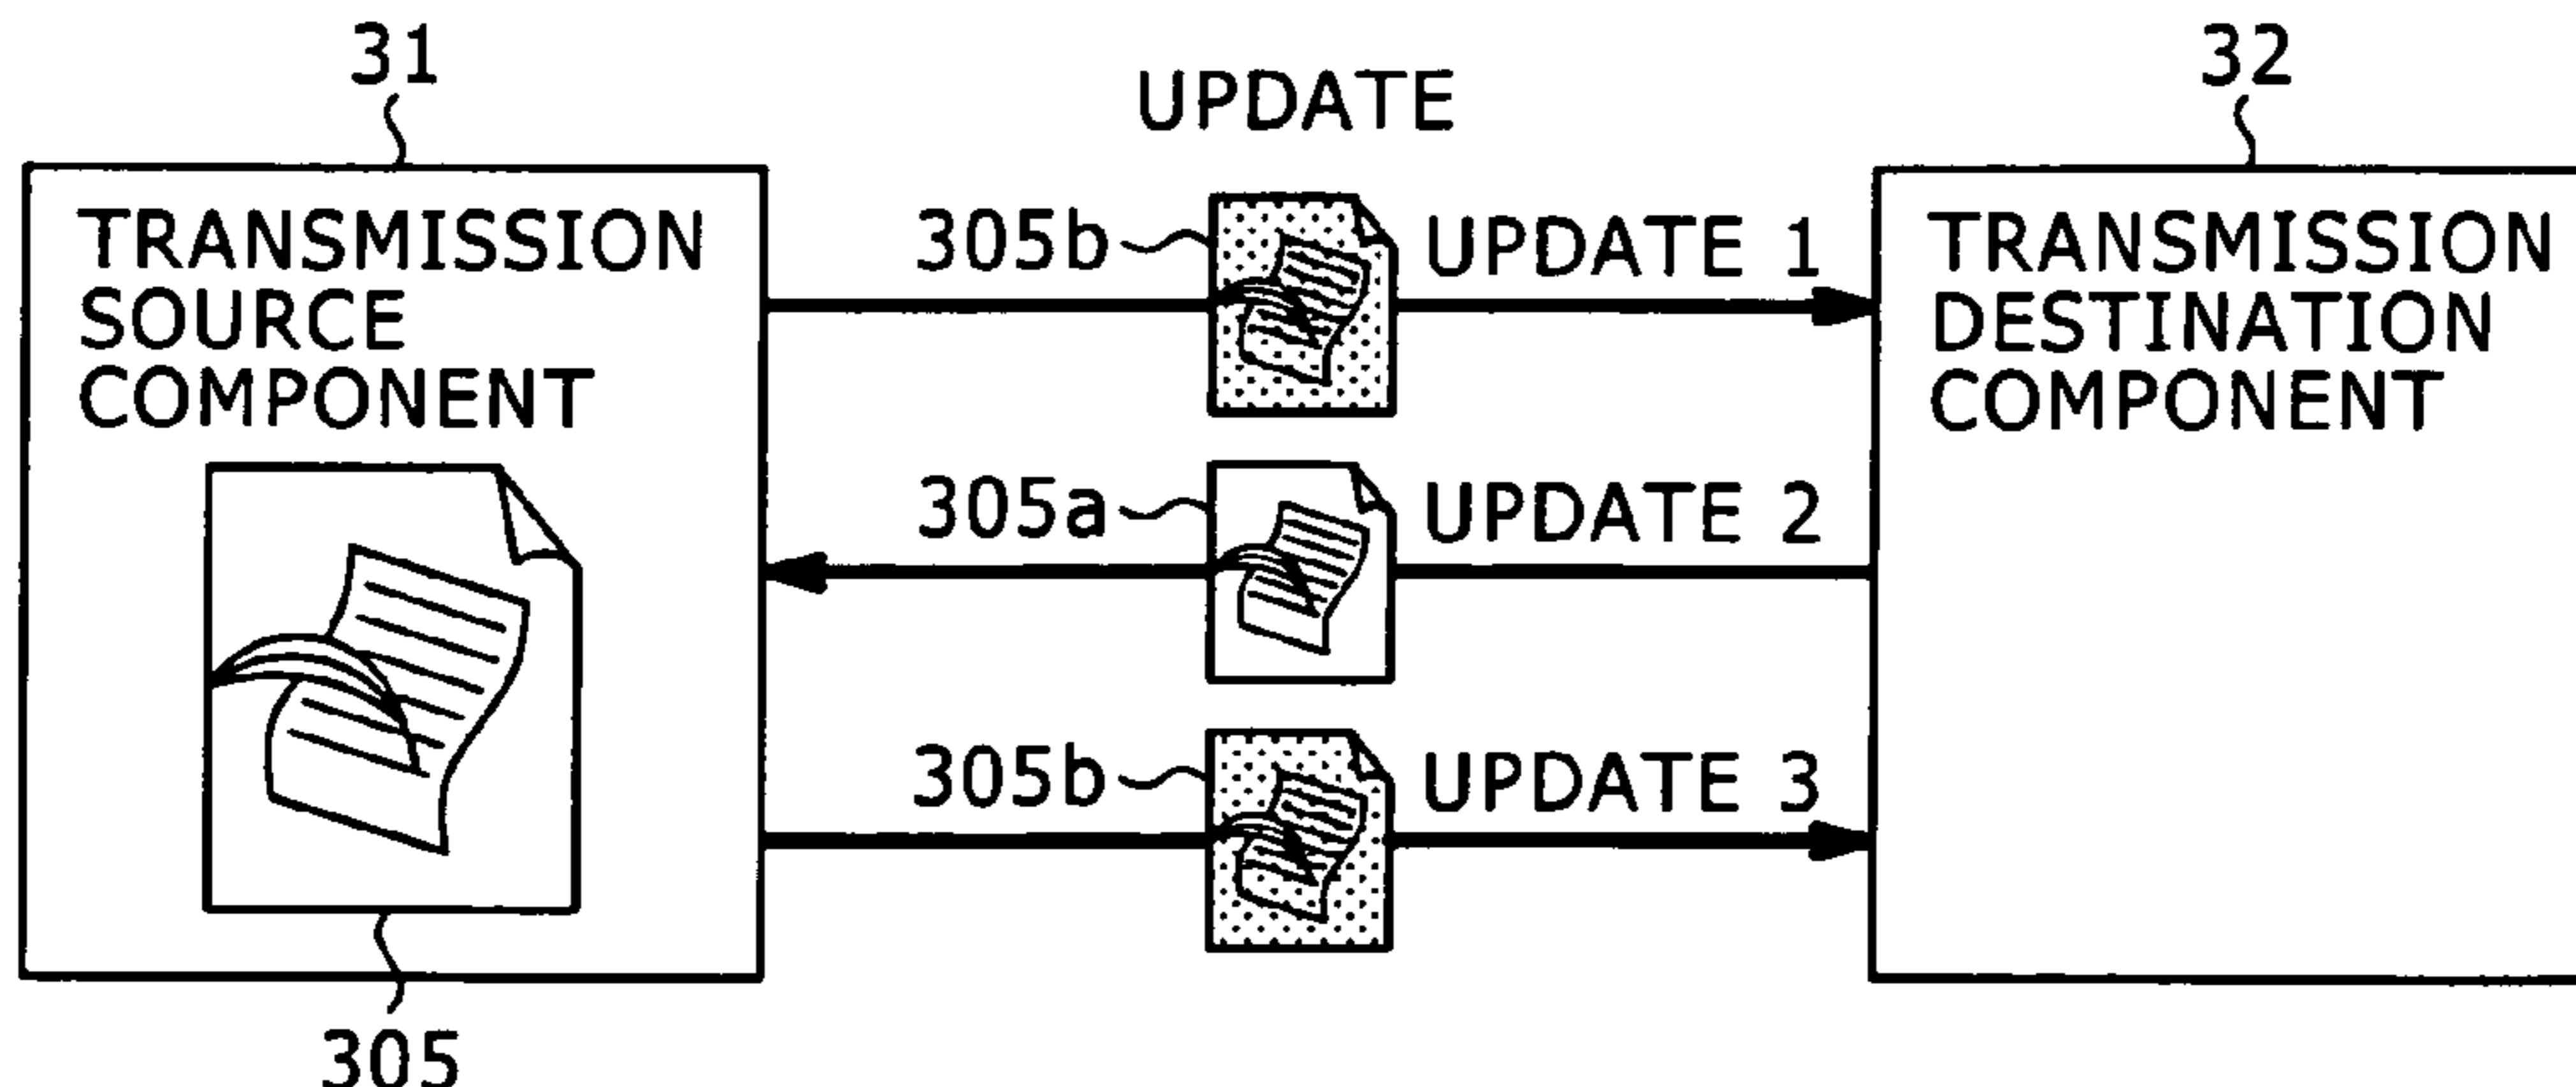 31
UPDATE
32
TRANSMISSION
SOURCE
COMPONENT
305b
UPDATE 1
305a
UPDATE 2
305b
UPDATE 3
TRANSMISSION
DESTINATION
COMPONENT
305